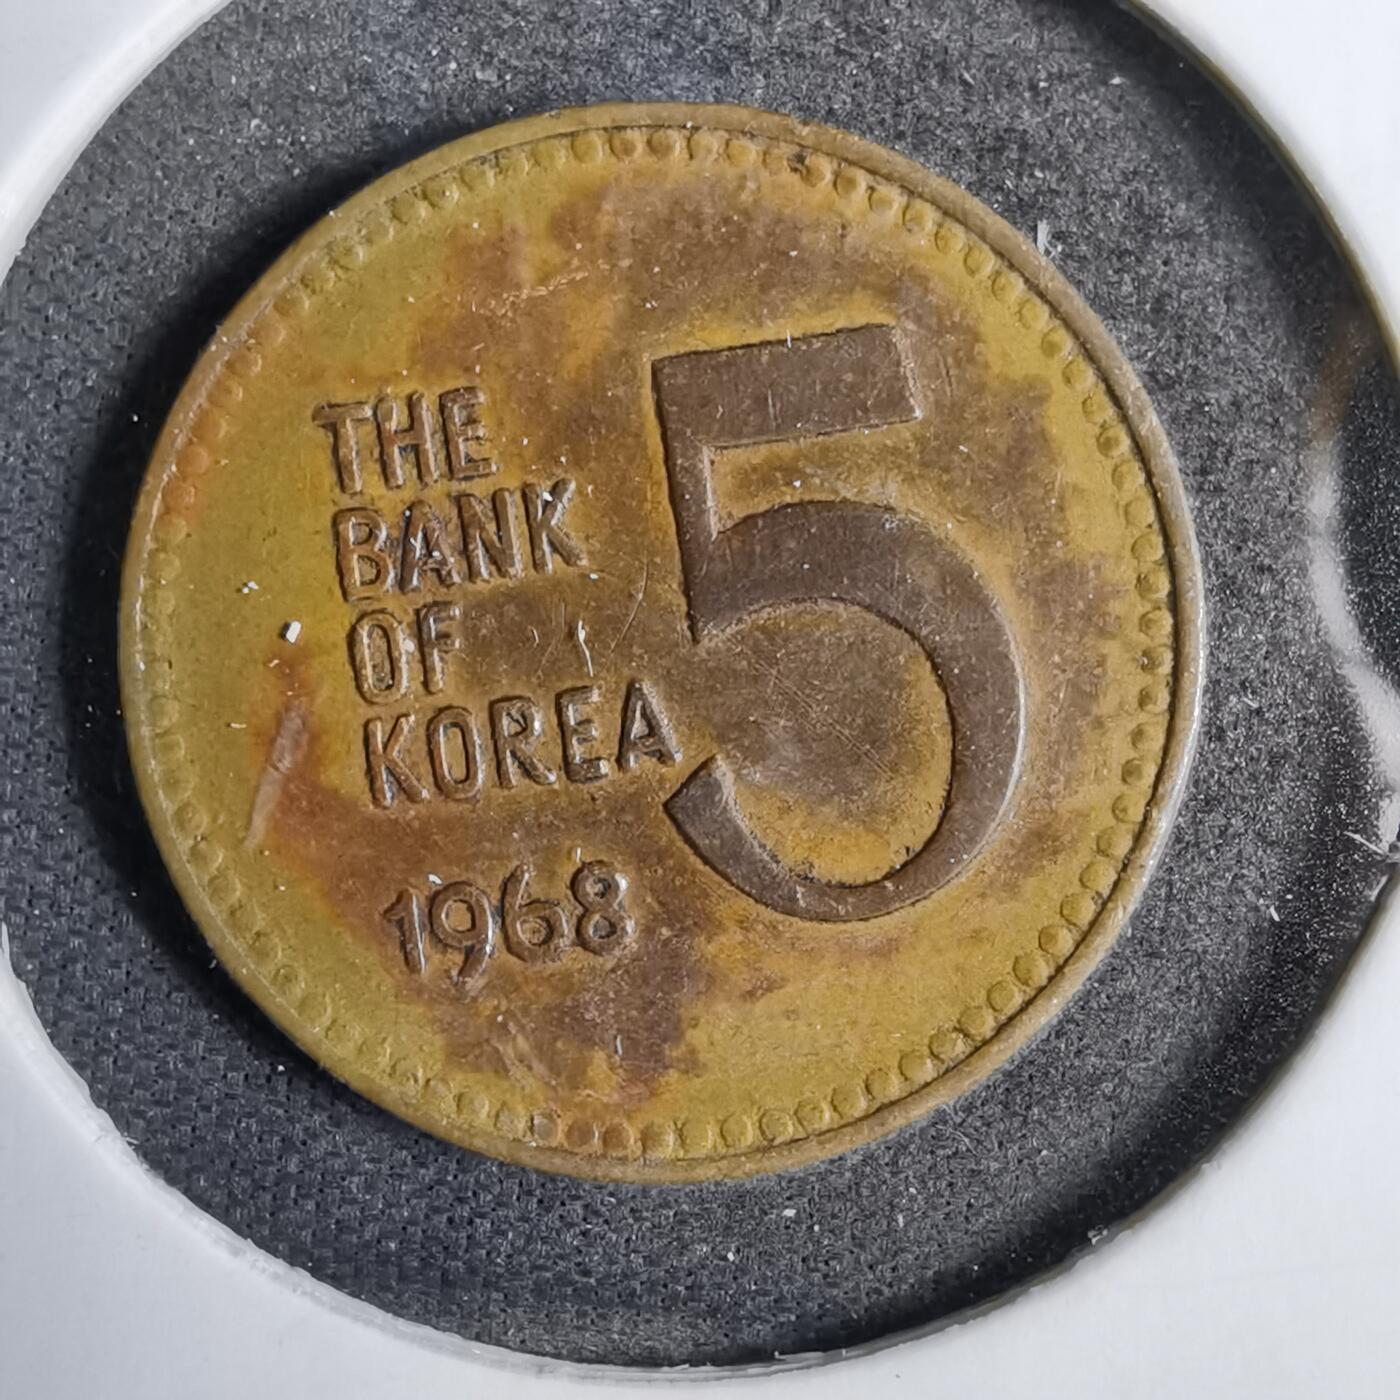 THE
BANK
OF
KOREA
5
1968